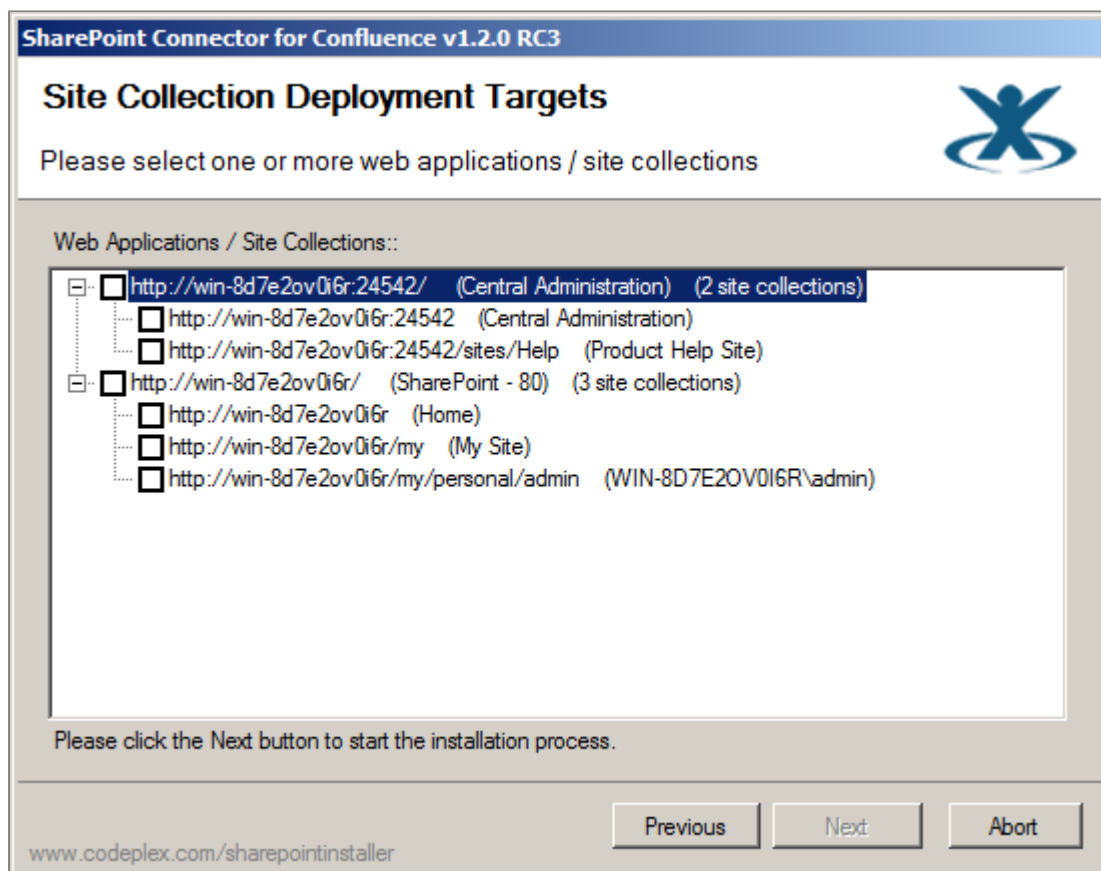 SharePoint Connector for Confluence v1.2.0 RC3
Site Collection Deployment Targets
Please select one or more web applications / site collections
Web Applications / Site Collections::
http://win-8d7e2ov0i6r:24542/ (Central Administration) (2 site collections)
http://win-8d7e2ov0i6r:24542 (Central Administration)
http://win-8d7e2ov0i6r:24542/sites/Help (Product Help Site)
http://win-8d7e2ov0i6r/ (SharePoint - 80) (3 site collections)
http://win-8d7e2ov0i6r (Home)
http://win-8d7e2ov0i6r/my (My Site)
http://win-8d7e2ov0i6r/my/personal/admin (WIN-8D7E2OV0I6R\admin)
Please click the Next button to start the installation process.
Previous Next Abort
www.codeplex.com/sharepointinstaller